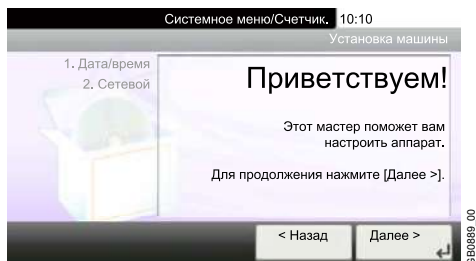 Системное меню/Счетчик. 10:10
Установка машины
1. Дата/время
2. Сетевой
Приветствуем!
Этот мастер поможет вам
настроить аппарат.
Для продолжения нажмите [Далее >].
< Назад
Далее >